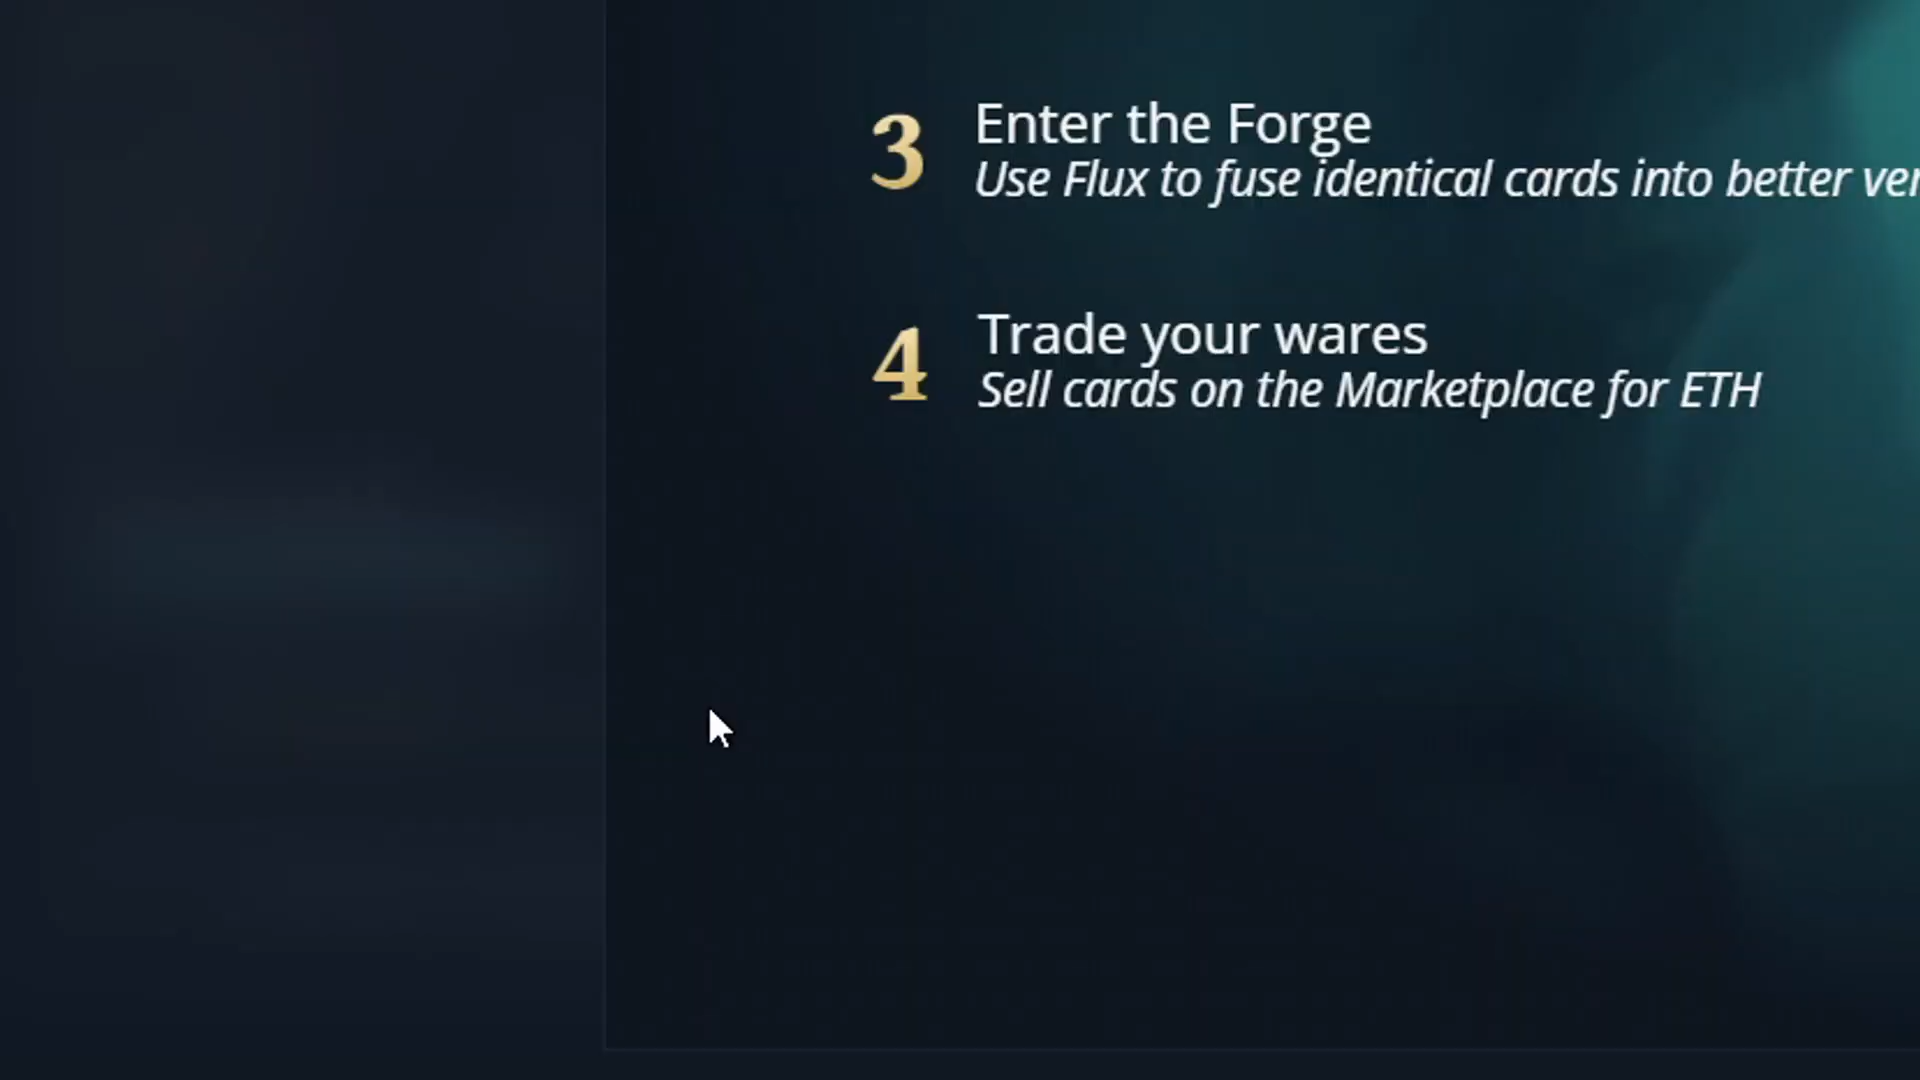 3 Enter the Forge
Use Flux to fuse identical cards into better
4 Trade your wares
Sell cards on the Marketplace for ETH